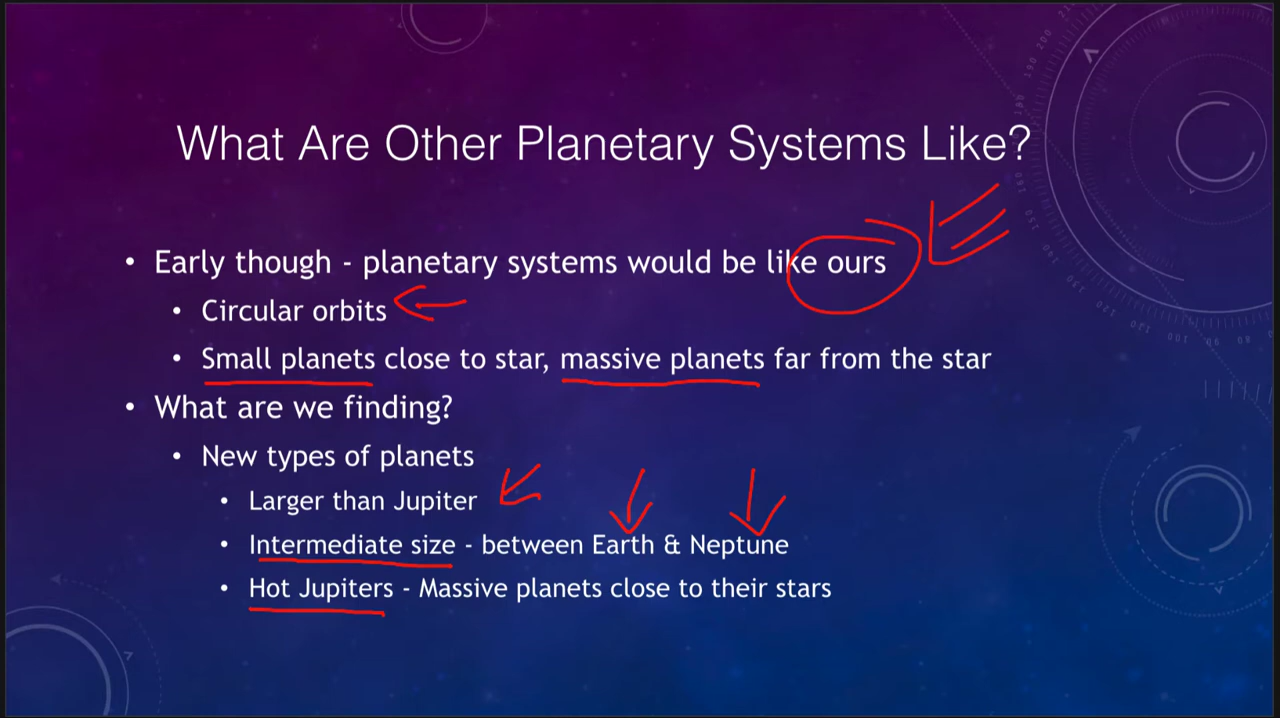 What Are Other Planetary Systems Like?
• Early though - planetary systems would be like ours
• Circular orbits
• Small planets close to star, massive planets far from the star
• What are we finding?
• New types of planets
• Larger than Jupiter
• Intermediate size - between Earth & Neptune
• Hot Jupiters - Massive planets close to their stars